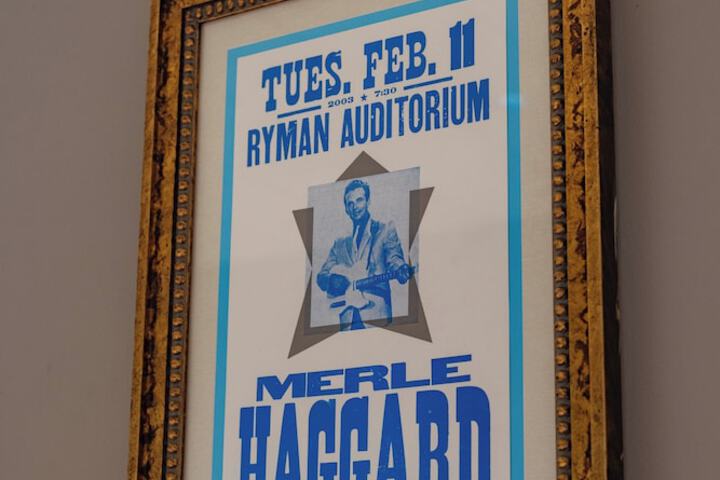 TUES. FEB. 11
2003 ★ 7:30
RYMAN AUDITORIUM
MERLE
HAGGARD